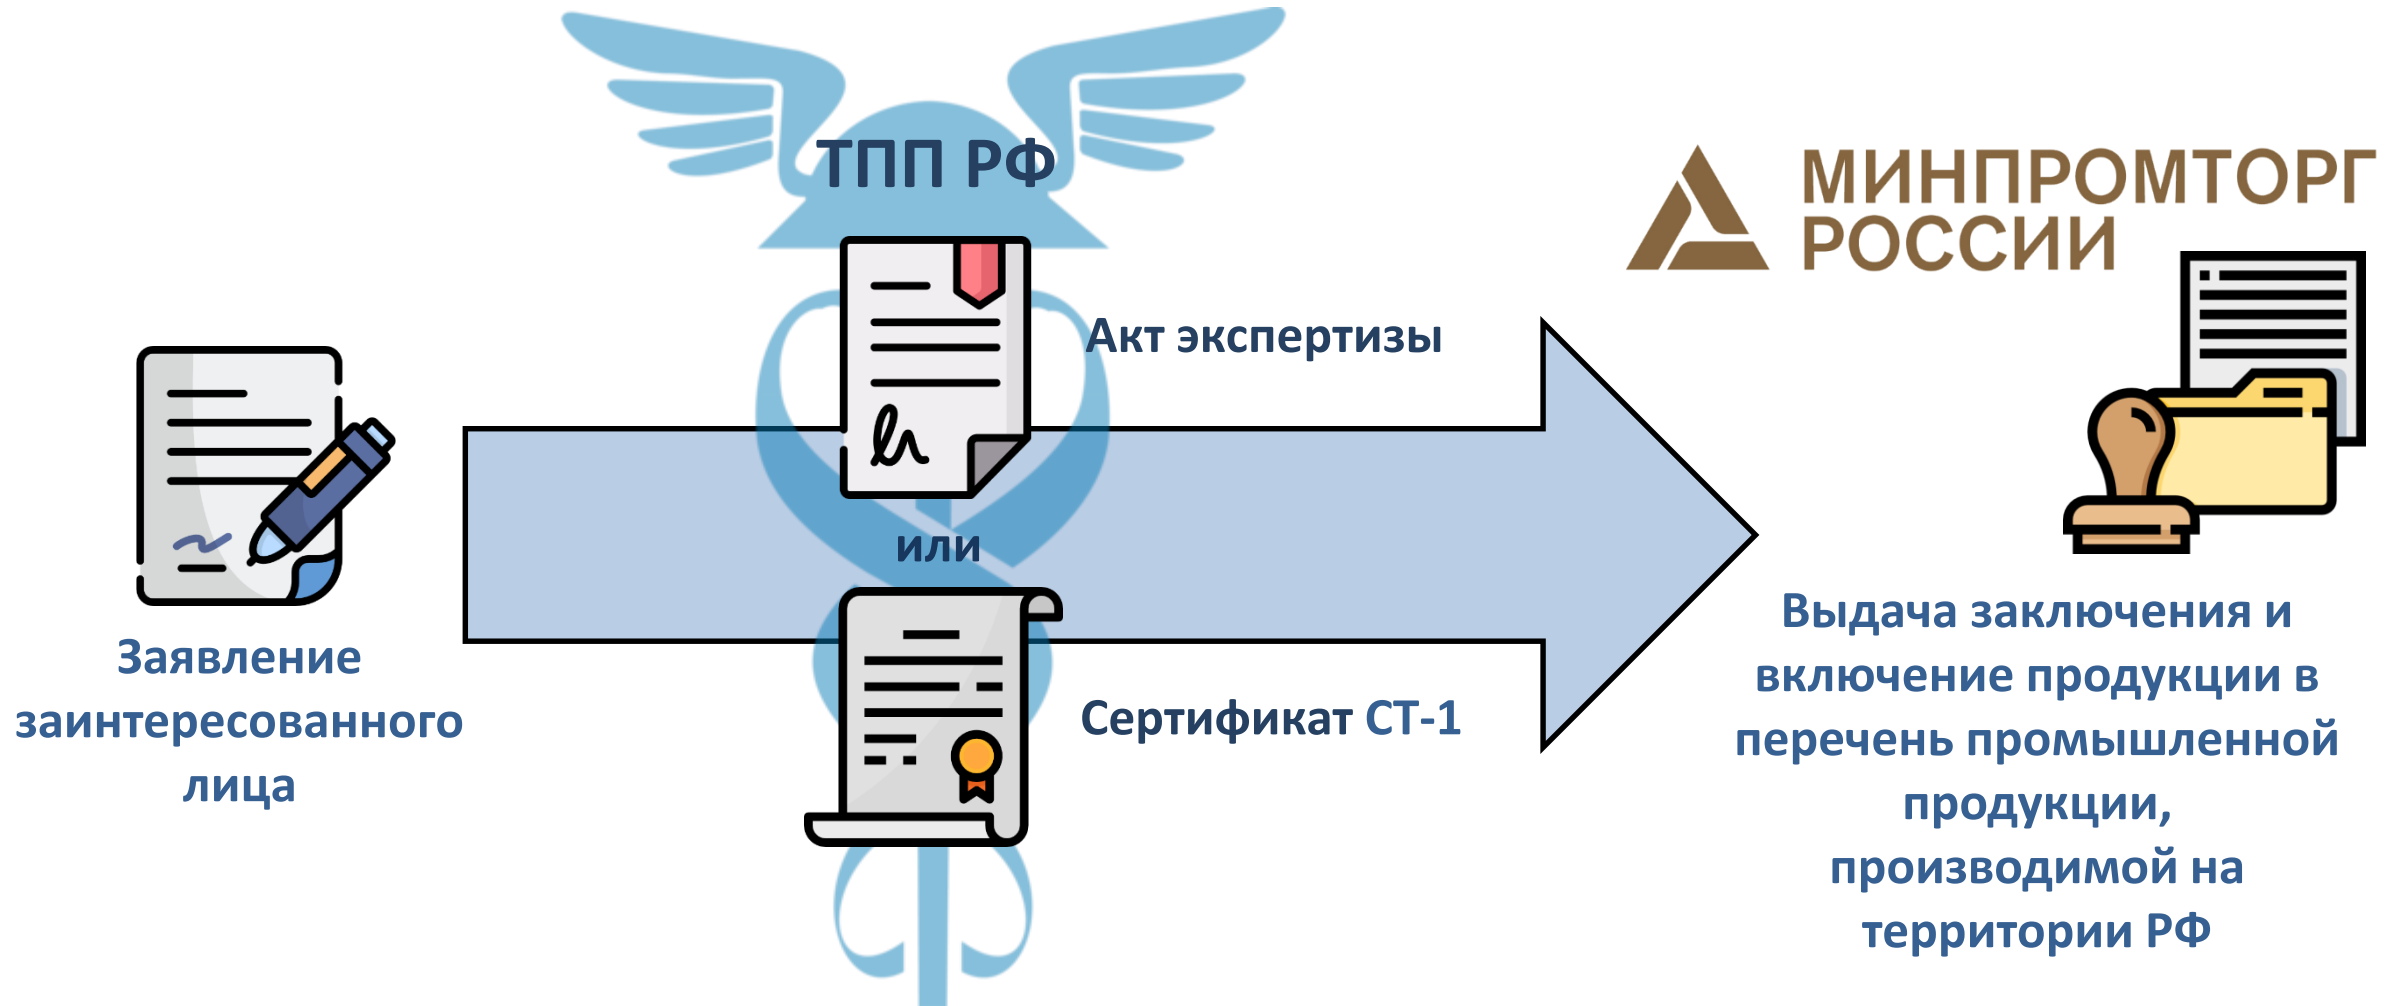 ТПП РФ
МИНПРОМТОРГ
РОССИИ
Акт экспертизы
или
Сертификат СТ-1
Заявление
заинтересованного
лица
Выдача заключения и
включение продукции в
перечень промышленной
продукции,
производимой на
территории РФ